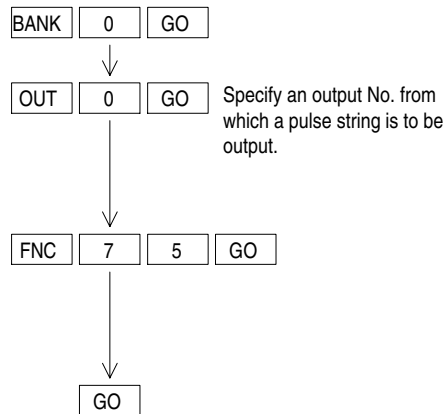 BANK 0 GO
OUT 0 GO Specify an output No. from
which a pulse string is to be
output.
FNC 7 5 GO
GO